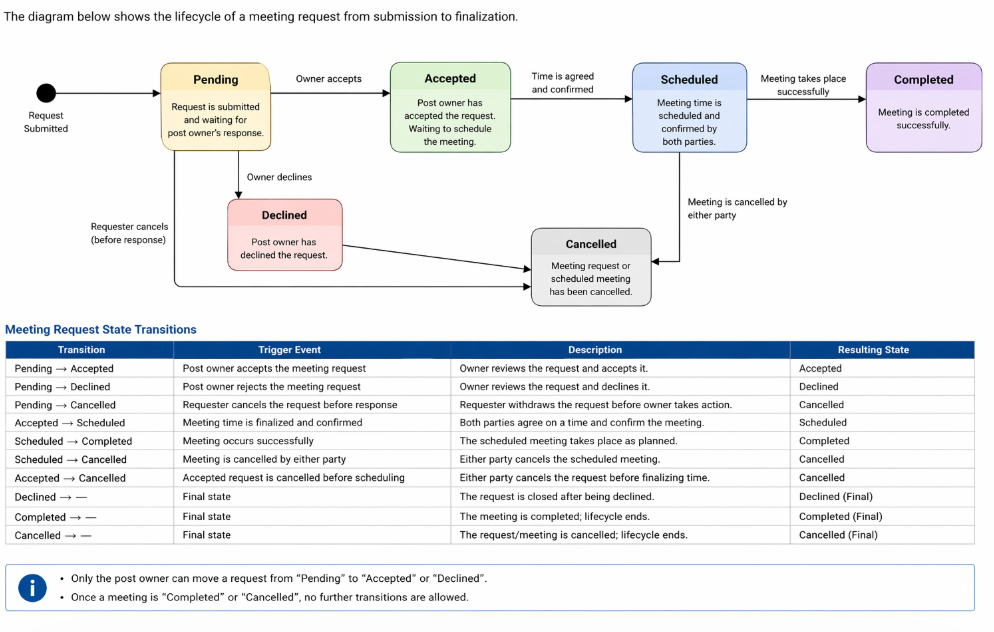 The diagram below shows the lifecycle of a meeting request from submission to finalization.
Request
Submitted
Pending
Request is submitted
and waiting for
post owner's response.
Owner accepts
Accepted
Post owner has
accepted the request.
Waiting to schedule
the meeting.
Time is agreed
and confirmed
Scheduled
Meeting time is
scheduled and
confirmed by
both parties.
Meeting takes place
successfully
Completed
Meeting is completed
successfully.
Owner declines
Requester cancels
(before response)
Declined
Post owner has
declined the request.
Meeting is cancelled by
either party
Cancelled
Meeting request or
scheduled meeting
has been cancelled.
Meeting Request State Transitions
Transition Trigger Event Description Resulting State
Pending → Accepted Post owner accepts the meeting request Owner reviews the request and accepts it. Accepted
Pending → Declined Post owner rejects the meeting request Owner reviews the request and declines it. Declined
Pending → Cancelled Requester cancels the request before response Requester withdraws the request before owner takes action. Cancelled
Accepted → Scheduled Meeting time is finalized and confirmed Both parties agree on a time and confirm the meeting. Scheduled
Scheduled → Completed Meeting occurs successfully The scheduled meeting takes place as planned. Completed
Scheduled → Cancelled Meeting is cancelled by either party Either party cancels the scheduled meeting. Cancelled
Accepted → Cancelled Accepted request is cancelled before scheduling Either party cancels the request before finalizing time. Cancelled
Declined → — Final state The request is closed after being declined. Declined (Final)
Completed → — Final state The meeting is completed; lifecycle ends. Completed (Final)
Cancelled → — Final state The request/meeting is cancelled; lifecycle ends. Cancelled (Final)
i
• Only the post owner can move a request from “Pending” to “Accepted” or “Declined”.
• Once a meeting is “Completed” or “Cancelled”, no further transitions are allowed.